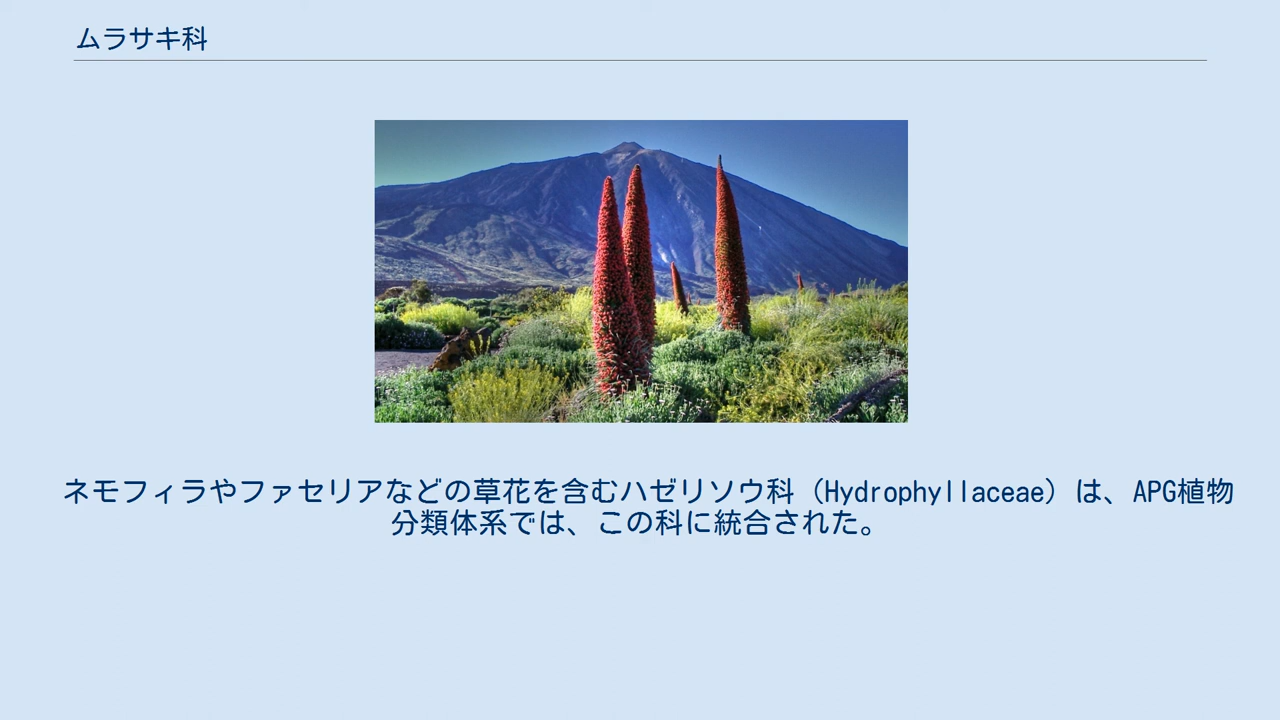 ムラサキ科
ネモフィラやファセリアなどの草花を含むハゼリソウ科（Hydrophyllaceae）は、APG植物
分類体系では、この科に統合された。